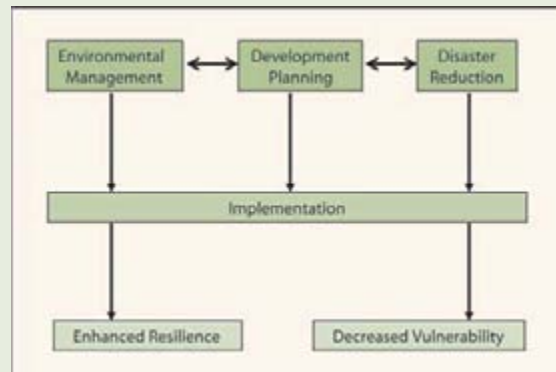 Environmental
Management
Development
Planning
Disaster
Reduction
Implementation
Enhanced Resilience
Decreased Vulnerability